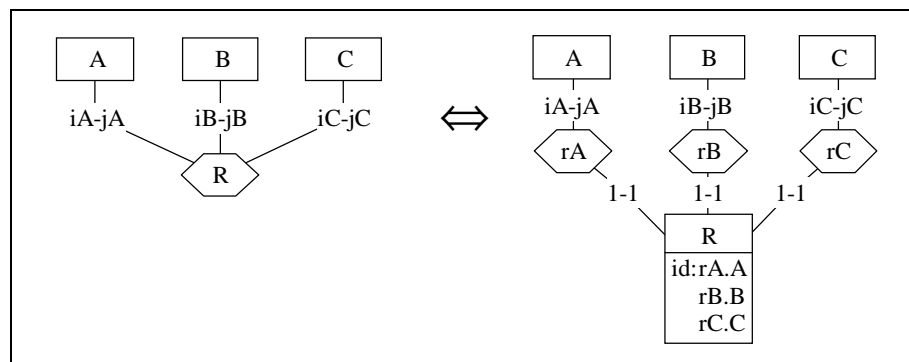 A B C A B C
iA-jA iB-jB iC-jC ⇔ iA-jA iB-jB iC-jC
R rA rB rC
1-1 1-1 1-1
R
id:rA.A
rB.B
rC.C